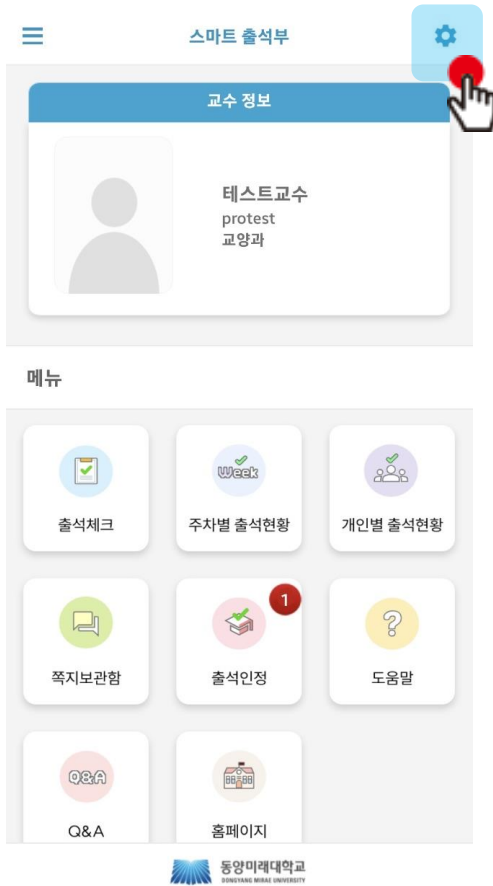 스마트 출석부
교수 정보
테스트교수
protest
교양과
메뉴
출석체크
Week
주차별 출석현황
개인별 출석현황
쪽지보관함
1
출석인정
?
도움말
Q&A
Q&A
홈페이지
동양미래대학교
DONGYANG MIRAE UNIVERSITY